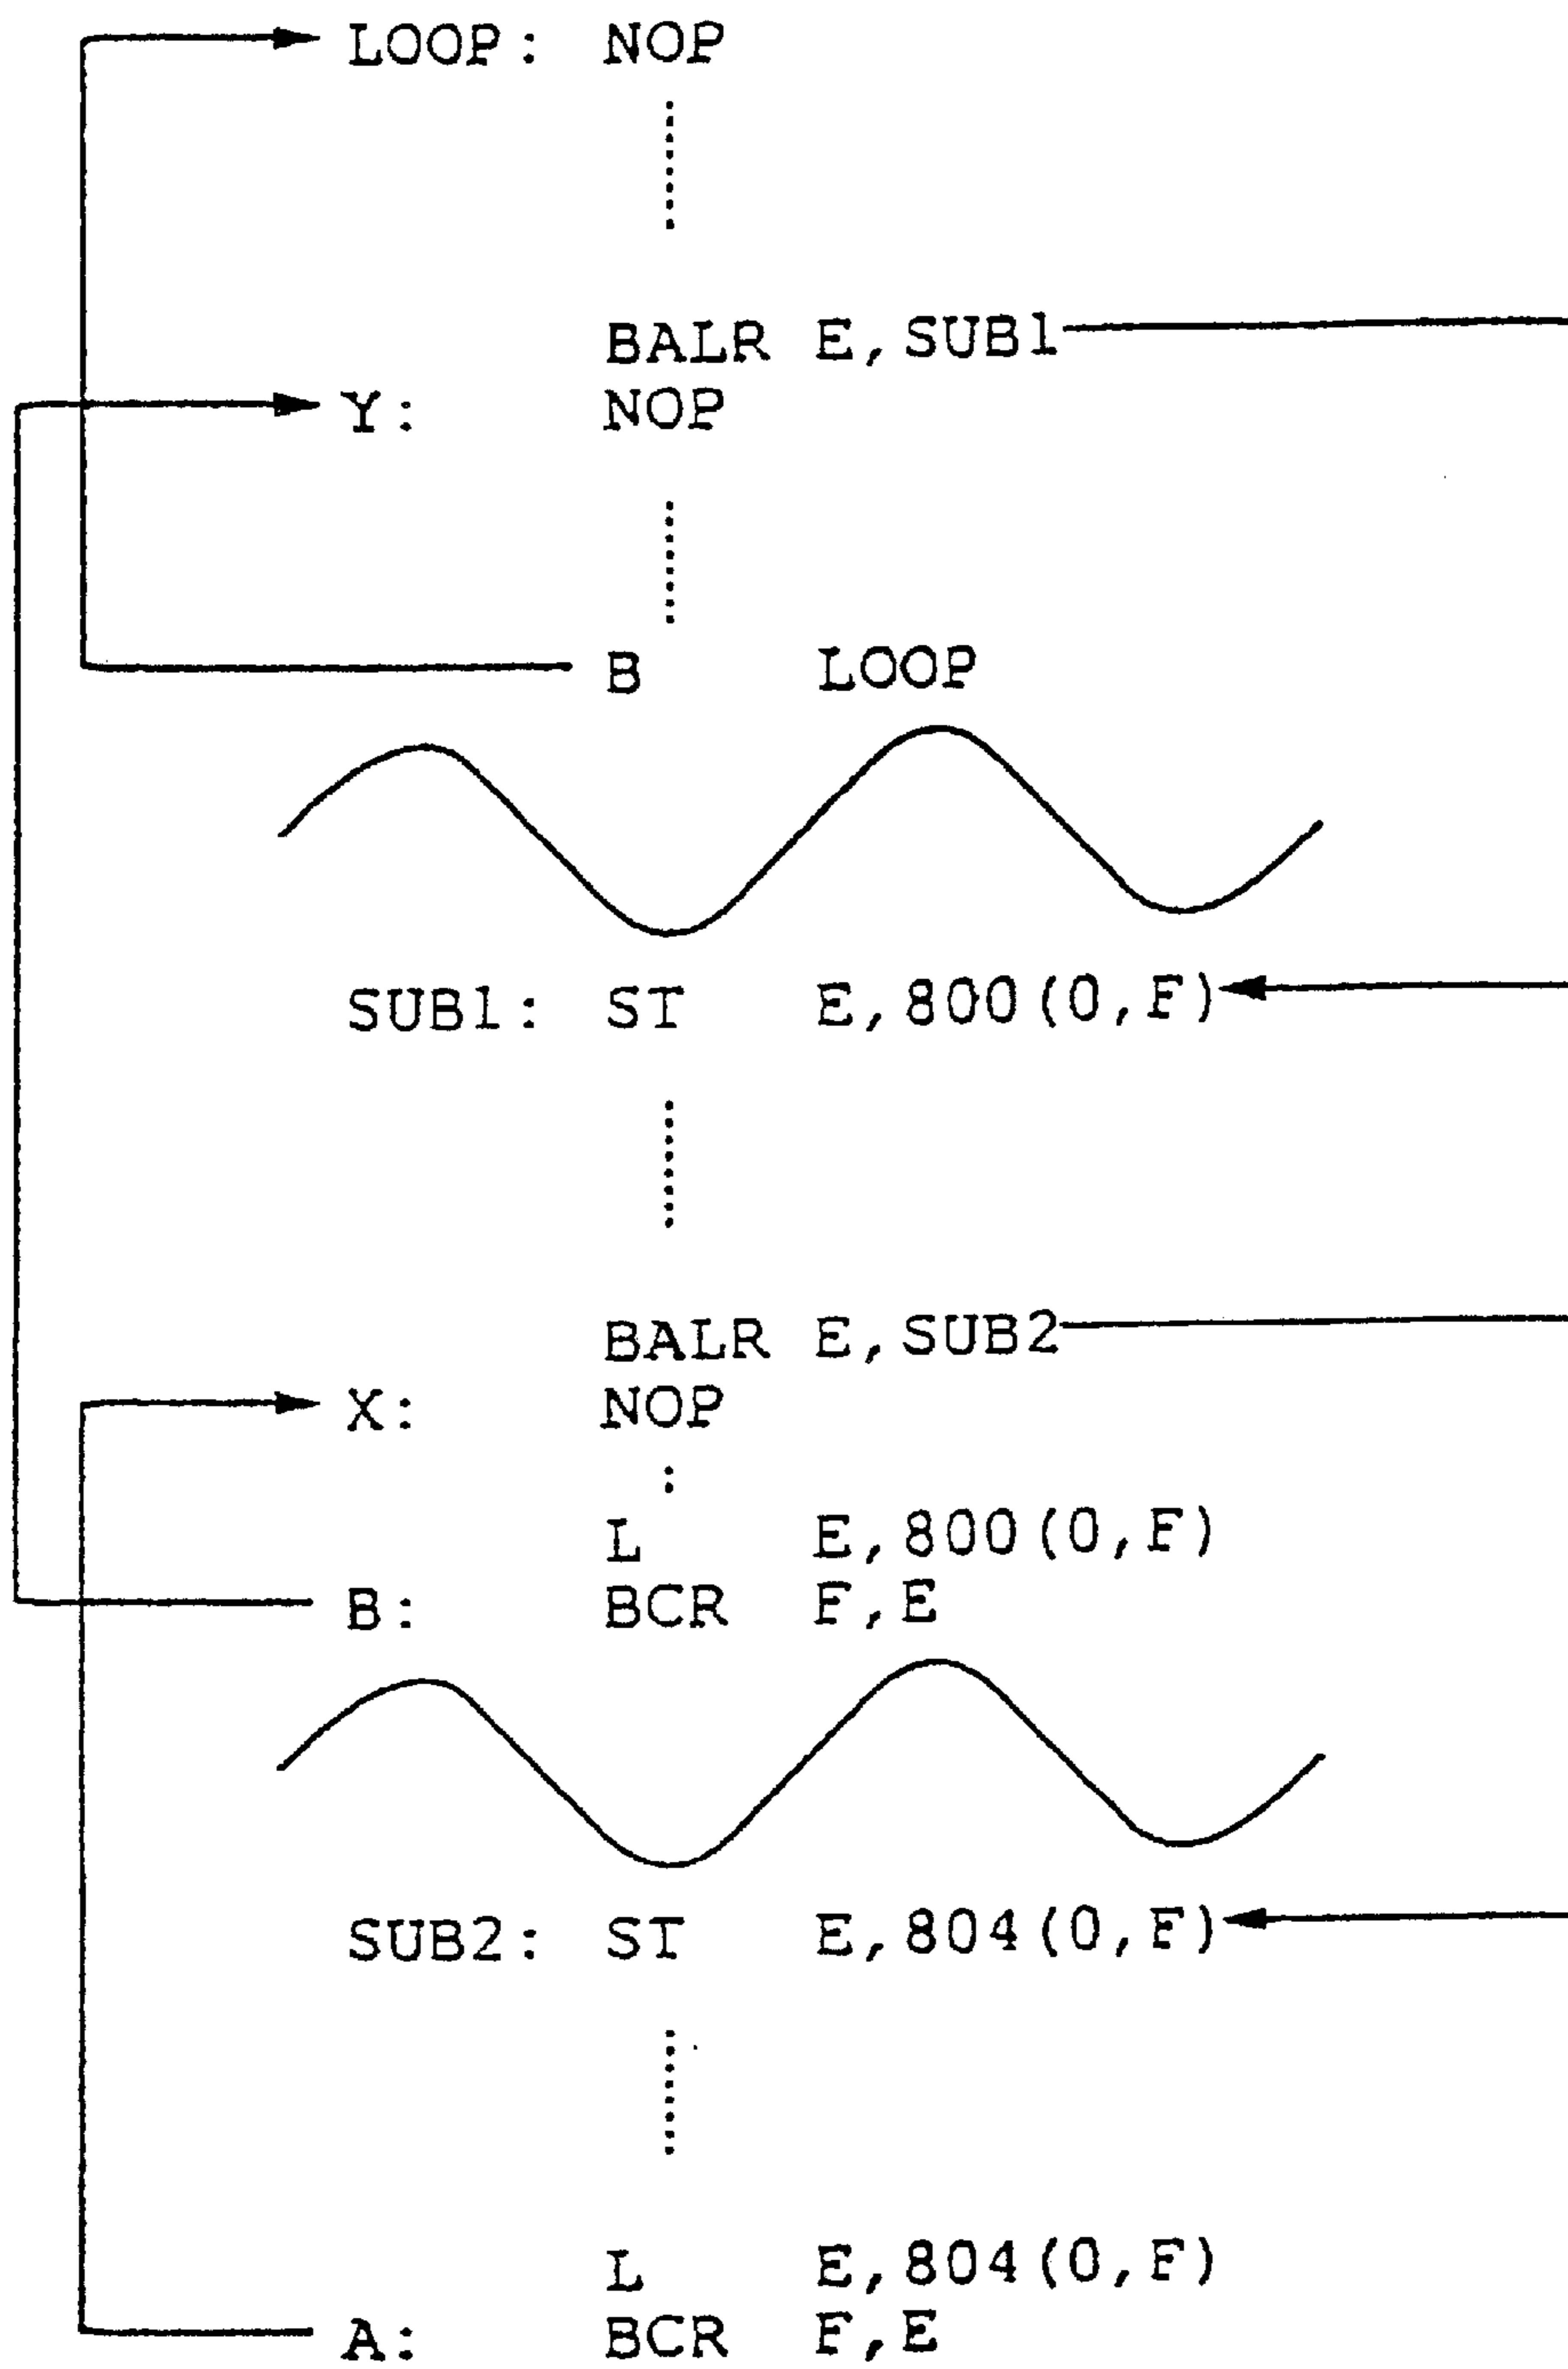 LOOP: NOP
BALR E,SUB1
Y: NOP
B LOOP
SUB1: ST E,800(0,F)
BALR E,SUB2
X: NOP
L E,800(0,F)
B: BCR F,E
SUB2: ST E,804(0,F)
L E,804(0,F)
A: BCR F,E